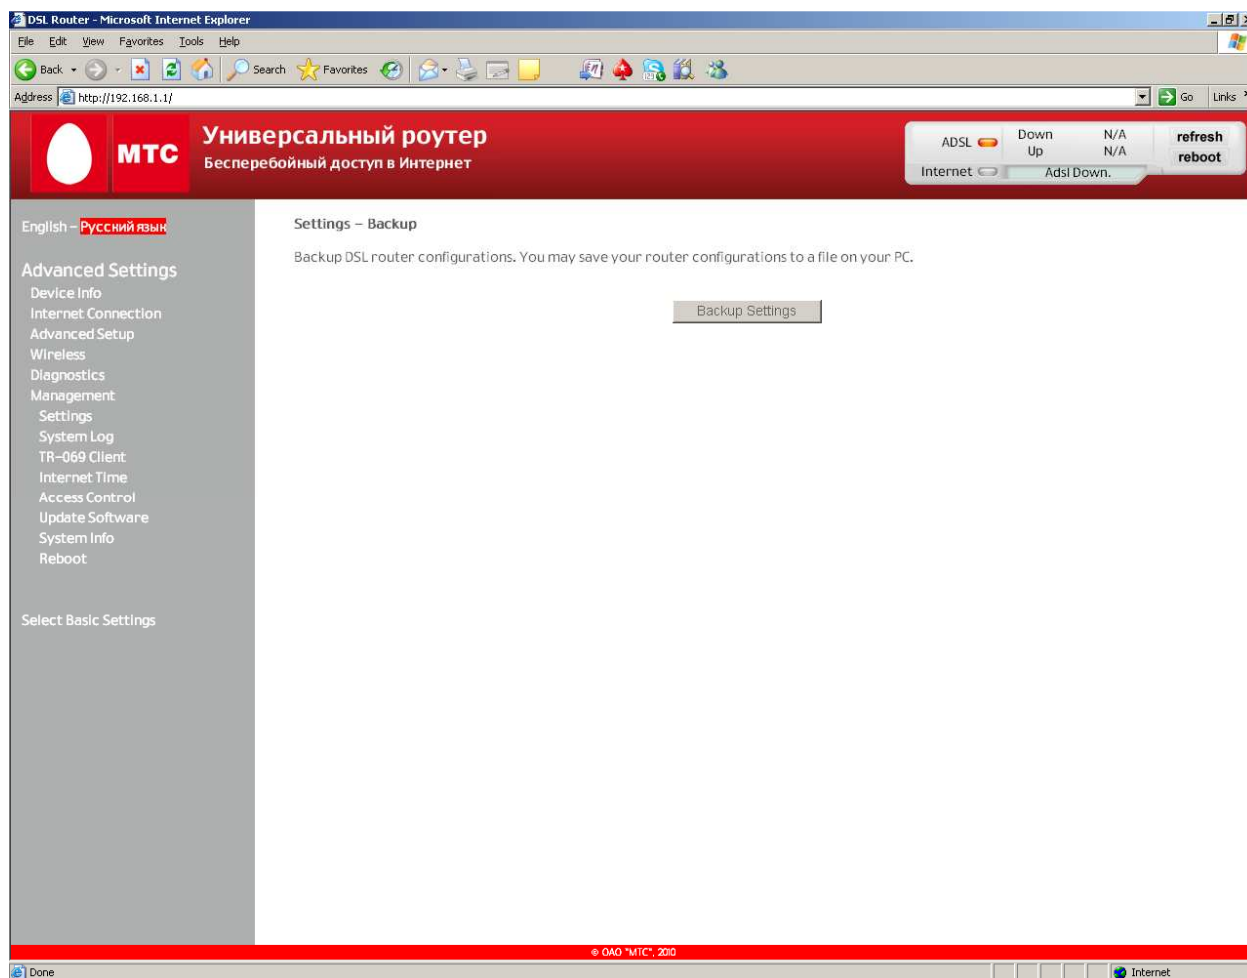 DSL Router - Microsoft Internet Explorer
File Edit View Favorites Tools Help
Back Search Favorites
Address http://192.168.1.1/ Go Links
МТС
Универсальный роутер
Бесперебойный доступ в Интернет
ADSL Down N/A refresh
Up N/A reboot
Internet Adsl Down.
English – Русский язык
Settings – Backup
Backup DSL router configurations. You may save your router configurations to a file on your PC.
Backup Settings
Advanced Settings
Device Info
Internet Connection
Advanced Setup
Wireless
Diagnostics
Management
Settings
System Log
TR-069 Client
Internet Time
Access Control
Update Software
System Info
Reboot
Select Basic Settings
© ОАО "МТС", 2010
Done Internet